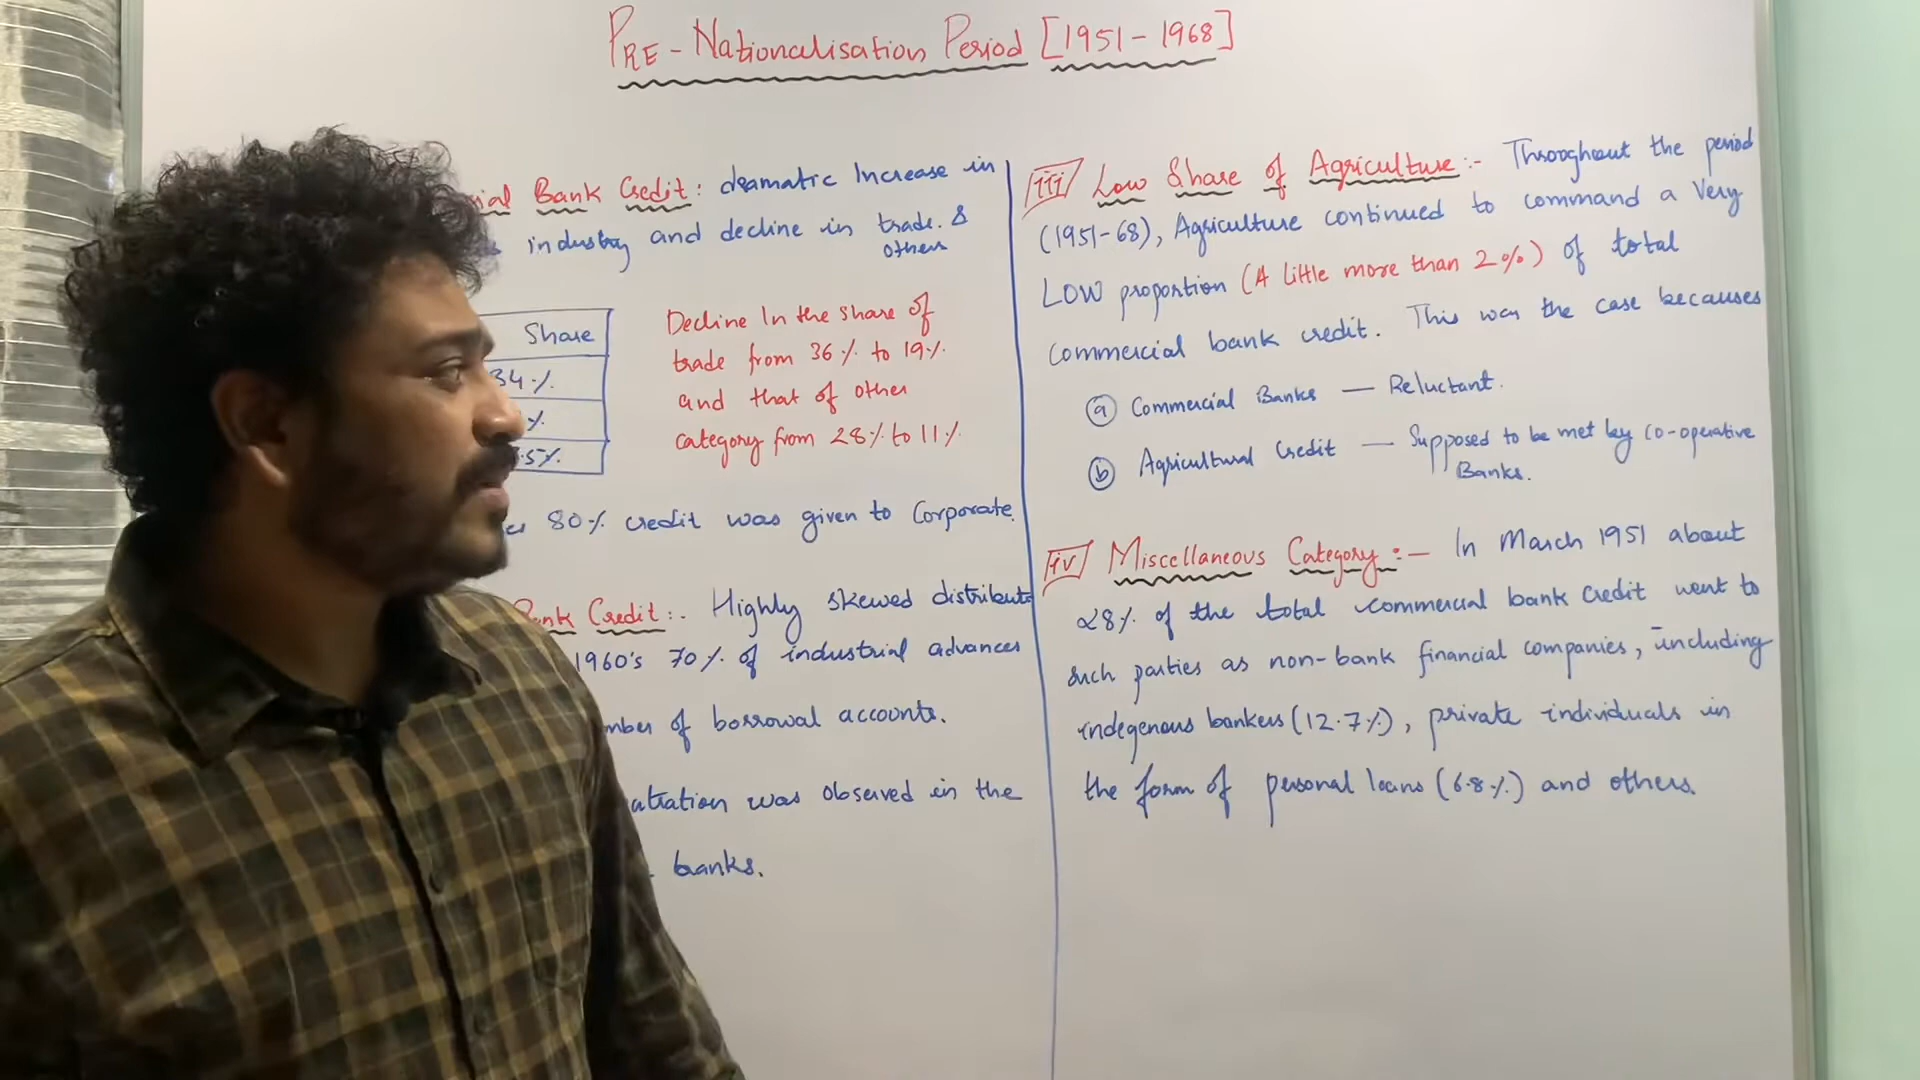 PRE-Nationalisation Period [1951-1968]
Bank Credit: dramatic Increase in
industry and decline in trade. &
others
Share
34%
%
.5%
Decline In the share of
trade from 36% to 19%
and that of other
category from 28% to 11%
80% credit was given to Corporate.
Bank Credit:- Highly skewed distribute
1960's 70% of industrial advances
of borrowal accounts.
was observed in the
banks.
iii Low Share of Agriculture:- Throughout the period
(1951-68), Agriculture continued to command a Very
LOW proportion (A little more than 2%) of total
commercial bank credit. This was the case becauses
a Commercial Banks — Reluctant.
b Agricultural Credit — Supposed to be met by co-operative
Banks.
iv Miscellaneous Category:- In March 1951 about
28% of the total commercial bank credit went to
such parties as non-bank financial companies, including
indegenous bankers (12.7%), private individuals in
the form of personal loans (6.8%) and others.